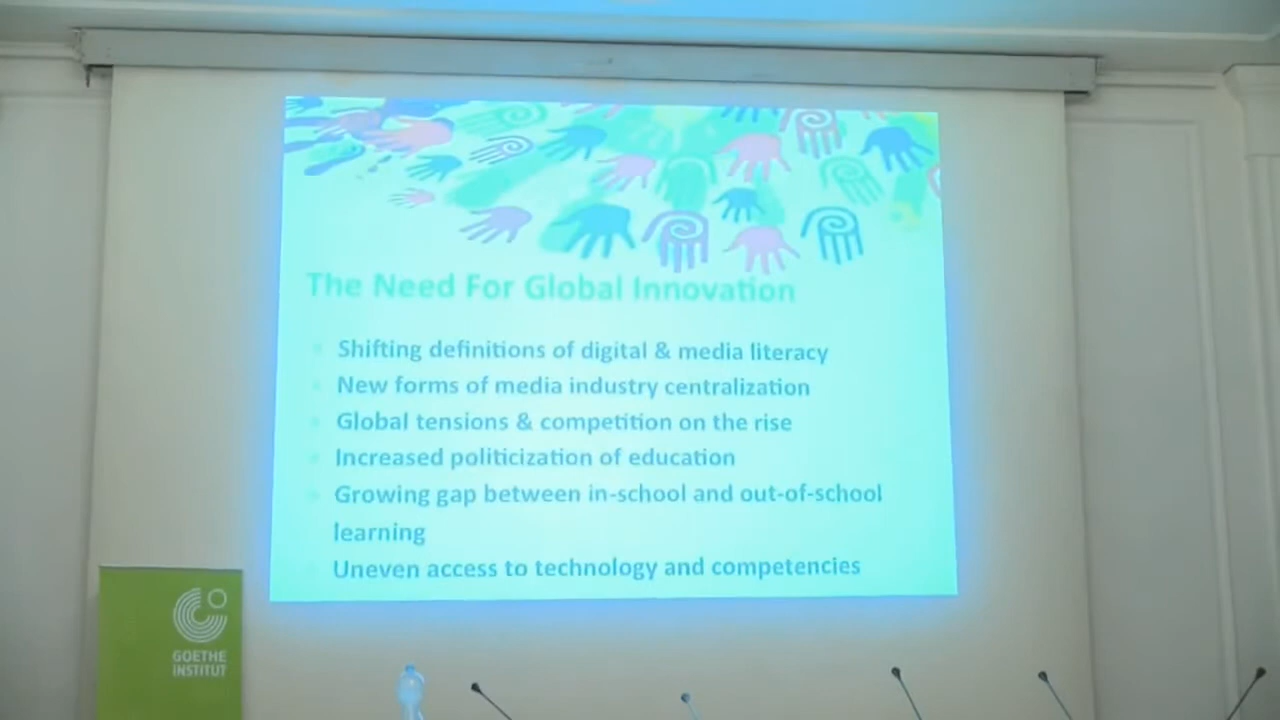 The Need For Global Innovation
Shifting definitions of digital & media literacy
New forms of media industry centralization
Global tensions & competition on the rise
Increased politicization of education
Growing gap between in-school and out-of-school
learning
Uneven access to technology and competencies
GOETHE
INSTITUT